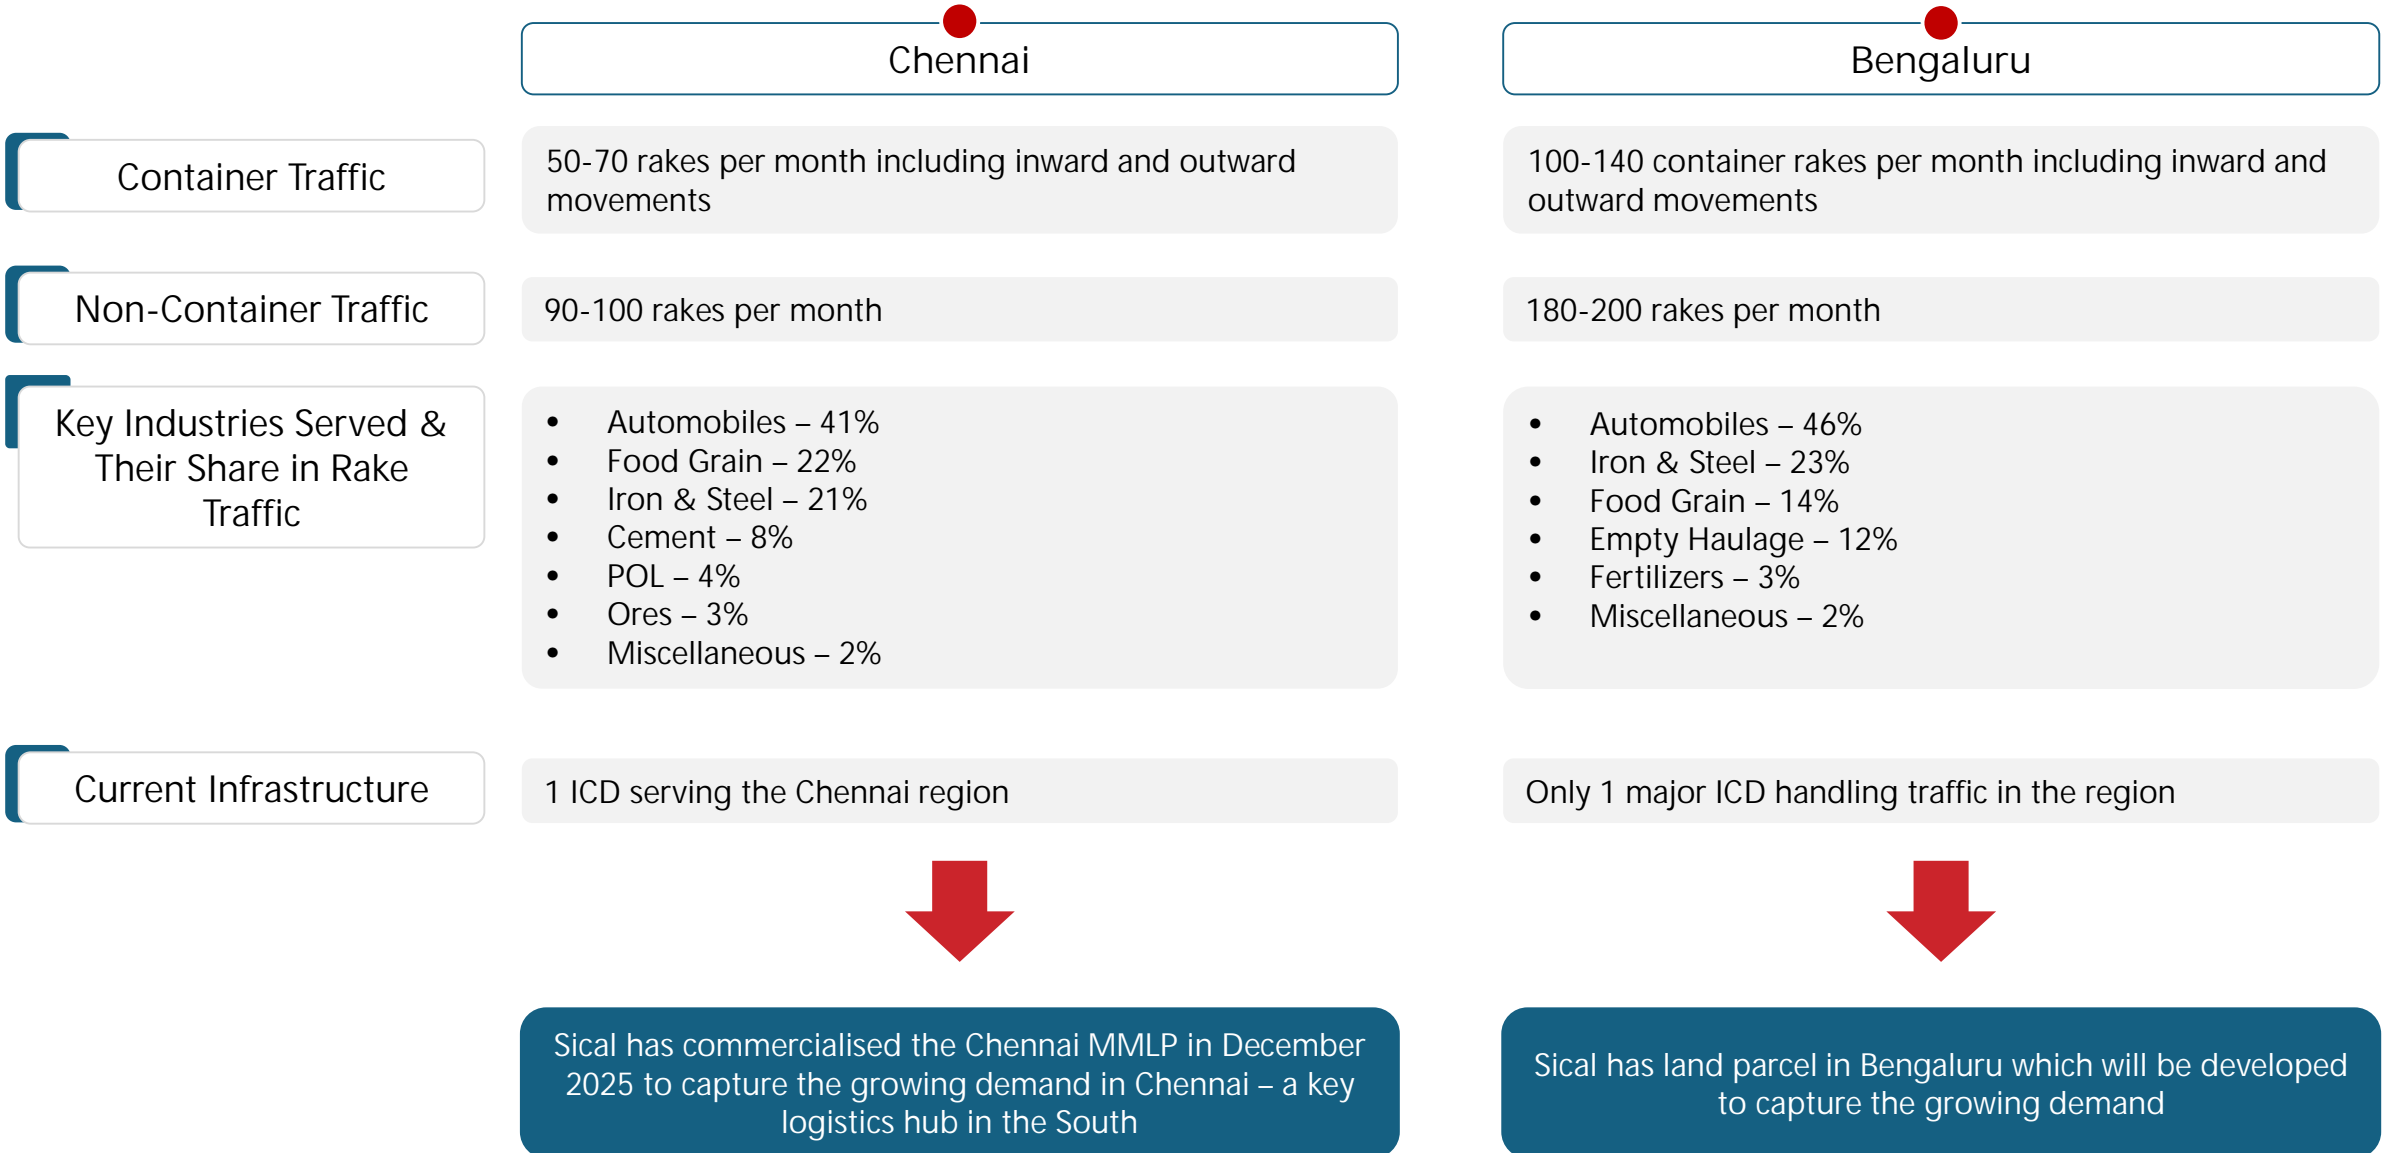 Chennai
Bengaluru
Container Traffic
50-70 rakes per month including inward and outward
movements
100-140 container rakes per month including inward and
outward movements
Non-Container Traffic
90-100 rakes per month
180-200 rakes per month
Key Industries Served &
Their Share in Rake
Traffic
• Automobiles – 41%
• Food Grain – 22%
• Iron & Steel – 21%
• Cement – 8%
• POL – 4%
• Ores – 3%
• Miscellaneous – 2%
• Automobiles – 46%
• Iron & Steel – 23%
• Food Grain – 14%
• Empty Haulage – 12%
• Fertilizers – 3%
• Miscellaneous – 2%
Current Infrastructure
1 ICD serving the Chennai region
Only 1 major ICD handling traffic in the region
Sical has commercialised the Chennai MMLP in December
2025 to capture the growing demand in Chennai – a key
logistics hub in the South
Sical has land parcel in Bengaluru which will be developed
to capture the growing demand